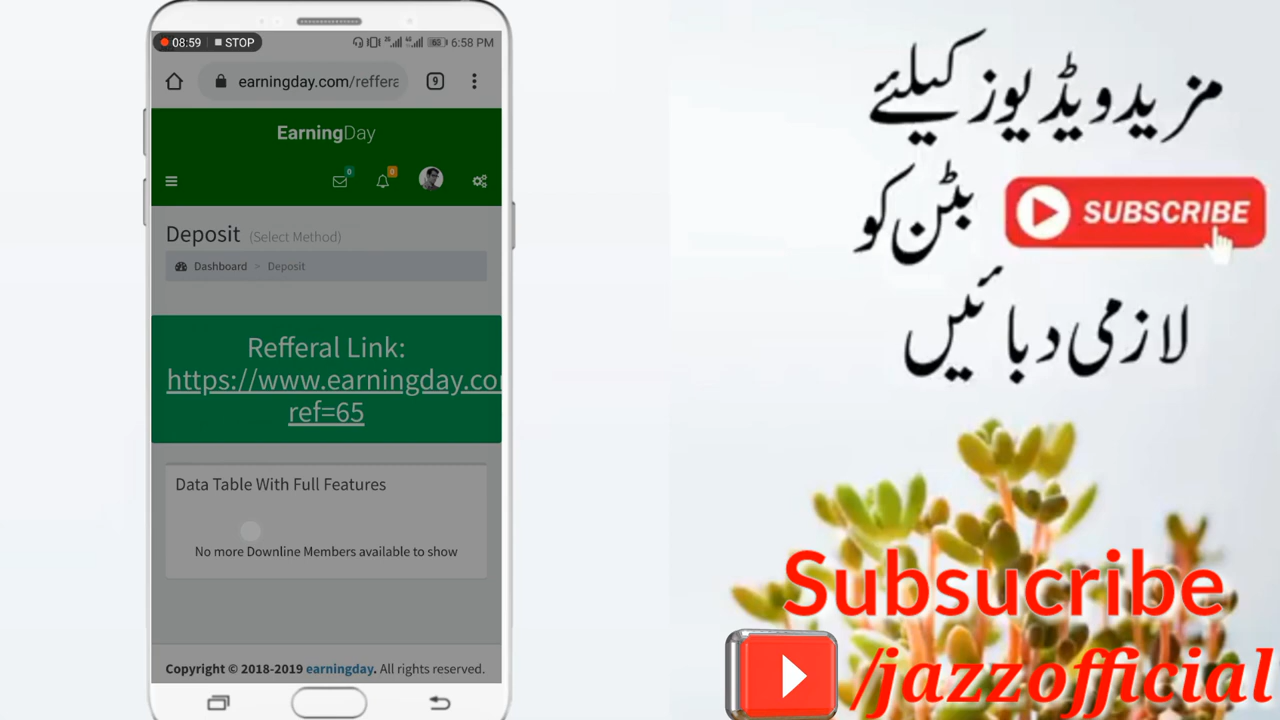 08:59 STOP 63 6:58 PM
earningday.com/reffera 9
EarningDay
0 0
Deposit (Select Method)
Dashboard > Deposit
Refferal Link:
https://www.earningday.co
ref=65
Data Table With Full Features
No more Downline Members available to show
Copyright © 2018-2019 earningday. All rights reserved.
مزید ویڈیوز کیلئے
SUBSCRIBE بٹن کو
لازمی دبائیں
Subsucribe
/jazzofficial